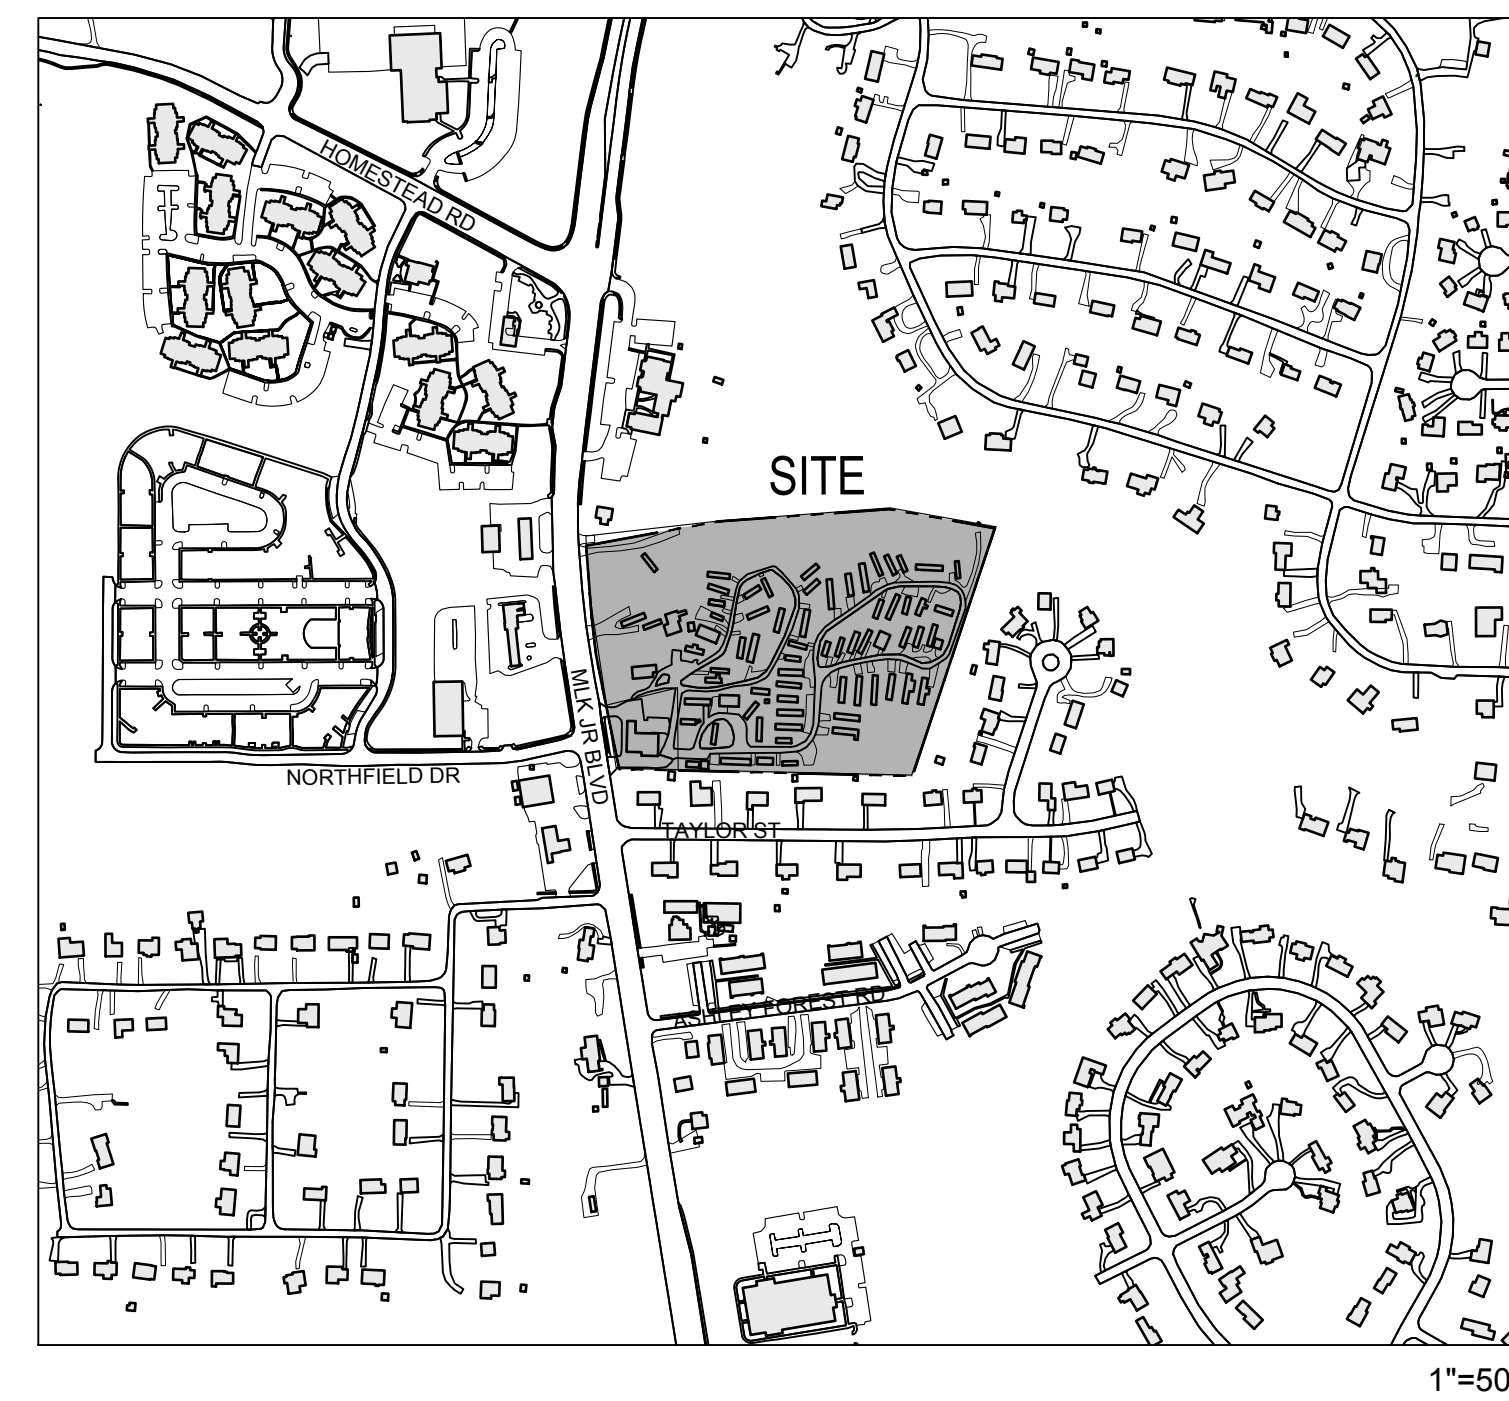 HOMESTEAD RD
SITE
MLK JR BLVD
NORTHFIELD DR
TAYLOR ST
ASHLEY FOREST RD
1"=50